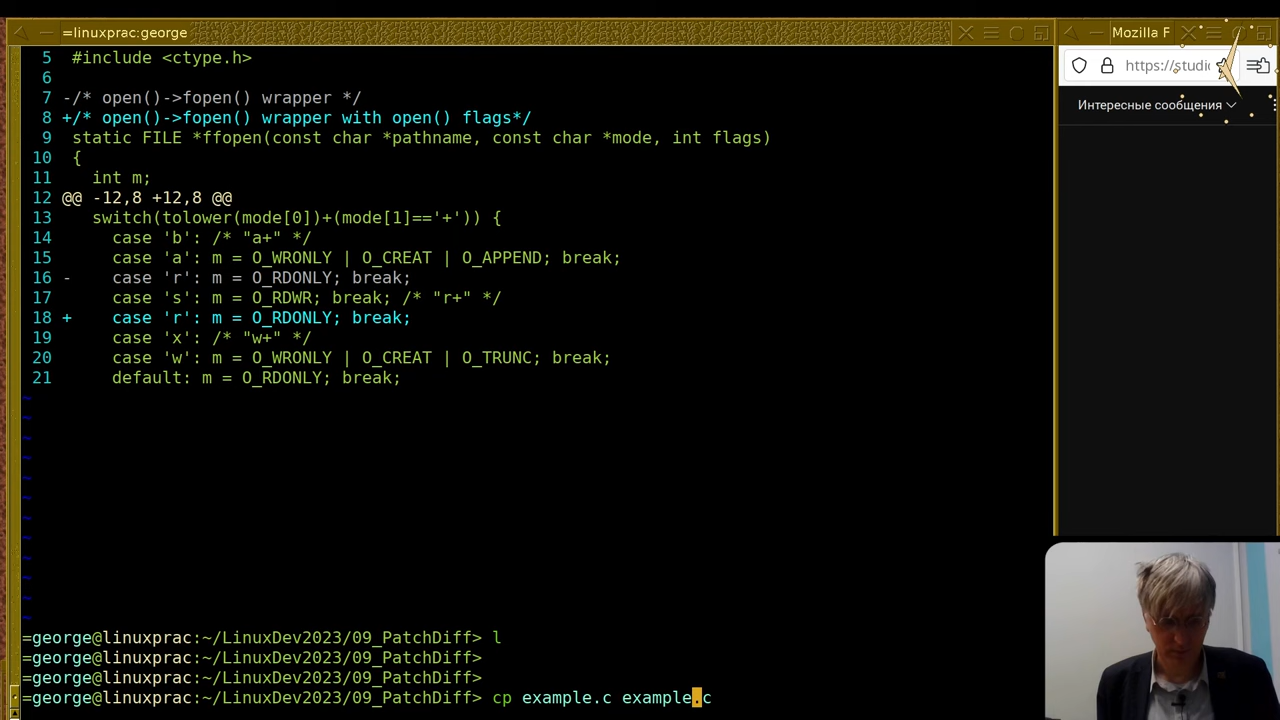 =linuxprac:george
Mozilla F
https://studi
Интересные сообщения
5 #include <ctype.h>
6
7 -/* open()->fopen() wrapper */
8 +/* open()->fopen() wrapper with open() flags*/
9 static FILE *ffopen(const char *pathname, const char *mode, int flags)
10 {
11 int m;
12 @@ -12,8 +12,8 @@
13 switch(tolower(mode[0])+(mode[1]=='+')) {
14 case 'b': /* "a+" */
15 case 'a': m = O_WRONLY | O_CREAT | O_APPEND; break;
16 - case 'r': m = O_RDONLY; break;
17 case 's': m = O_RDWR; break; /* "r+" */
18 + case 'r': m = O_RDONLY; break;
19 case 'x': /* "w+" */
20 case 'w': m = O_WRONLY | O_CREAT | O_TRUNC; break;
21 default: m = O_RDONLY; break;
~
~
~
~
~
~
~
~
~
~
~
~
=george@linuxprac:~/LinuxDev2023/09_PatchDiff> l
=george@linuxprac:~/LinuxDev2023/09_PatchDiff>
=george@linuxprac:~/LinuxDev2023/09_PatchDiff>
=george@linuxprac:~/LinuxDev2023/09_PatchDiff> cp example.c example.c